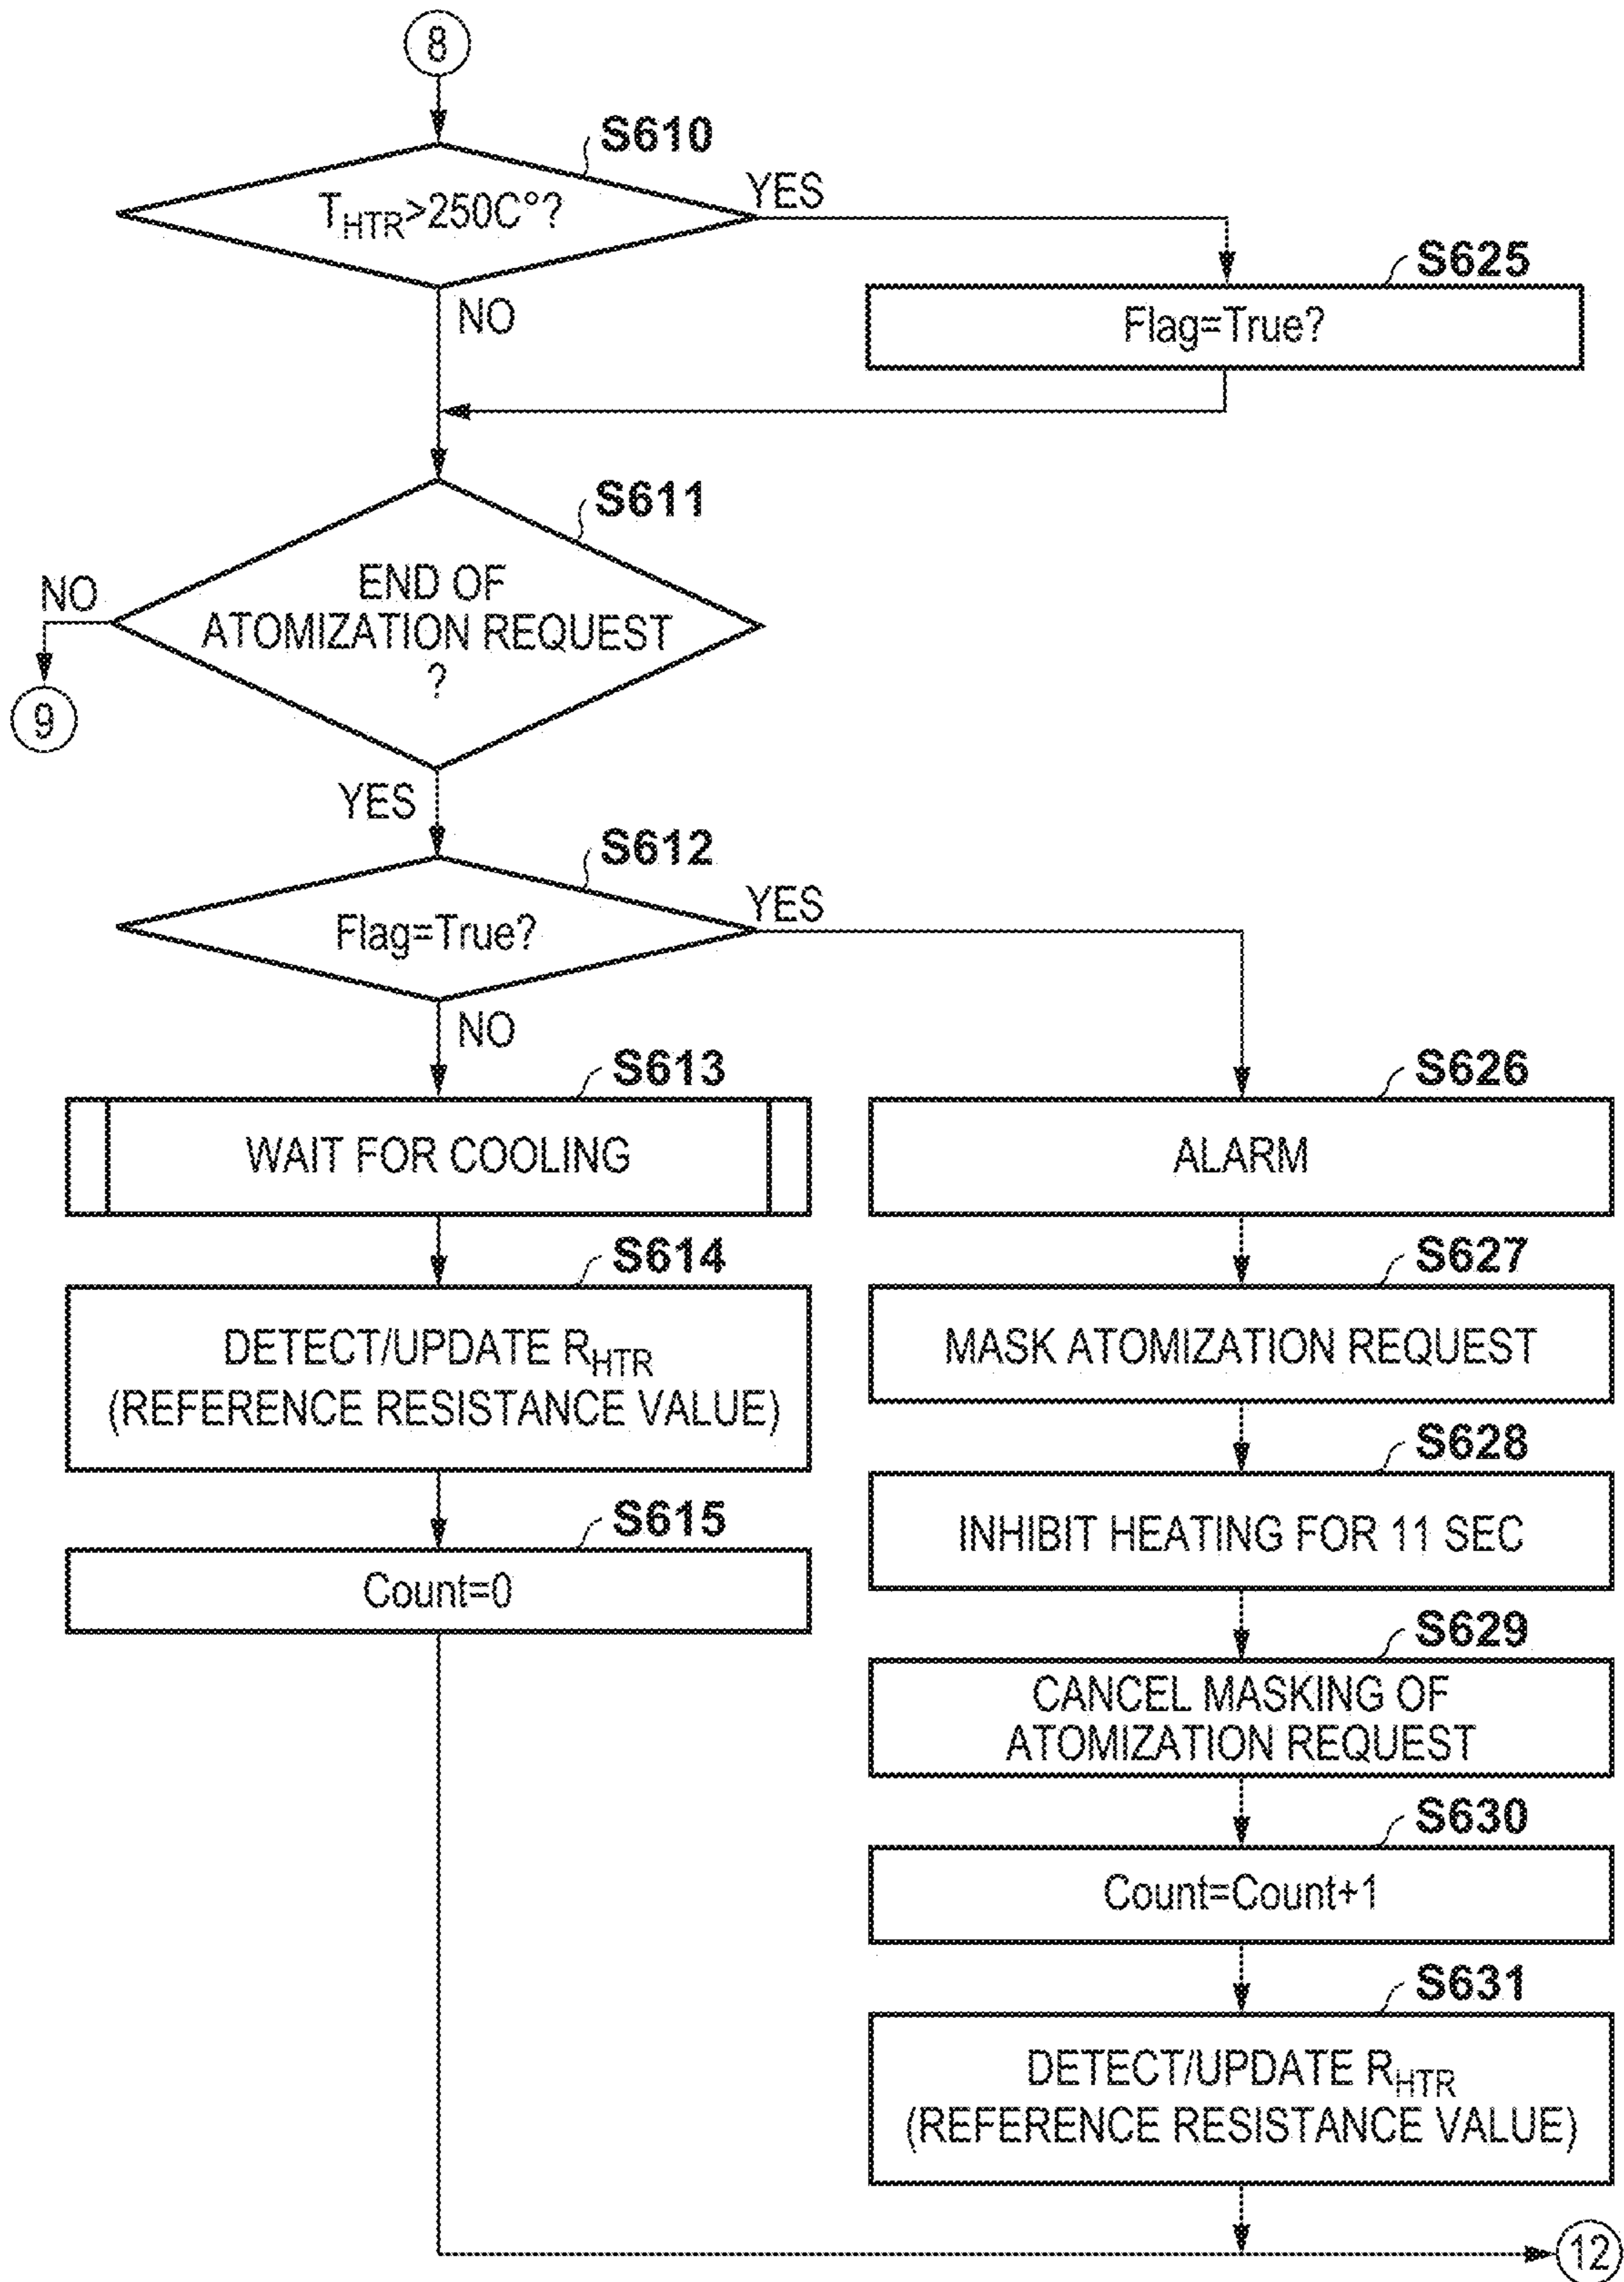 8
S610
T_HTR>250C°?
YES
NO
S625
Flag=True?
S611
END OF
ATOMIZATION REQUEST
?
NO
9
YES
S612
Flag=True?
YES
NO
S613
WAIT FOR COOLING
S614
DETECT/UPDATE R_HTR
(REFERENCE RESISTANCE VALUE)
S615
Count=0
S626
ALARM
S627
MASK ATOMIZATION REQUEST
S628
INHIBIT HEATING FOR 11 SEC
S629
CANCEL MASKING OF
ATOMIZATION REQUEST
S630
Count=Count+1
S631
DETECT/UPDATE R_HTR
(REFERENCE RESISTANCE VALUE)
12